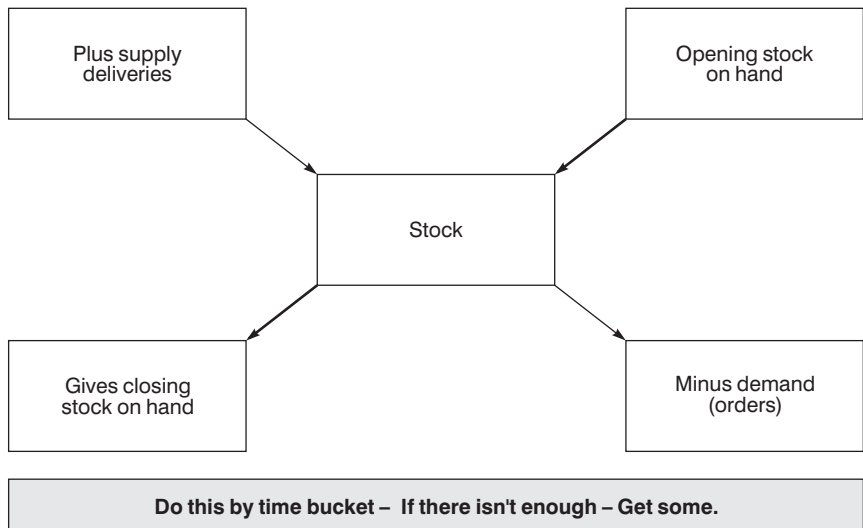 Plus supply
deliveries
Opening stock
on hand
Stock
Gives closing
stock on hand
Minus demand
(orders)
Do this by time bucket – If there isn't enough – Get some.